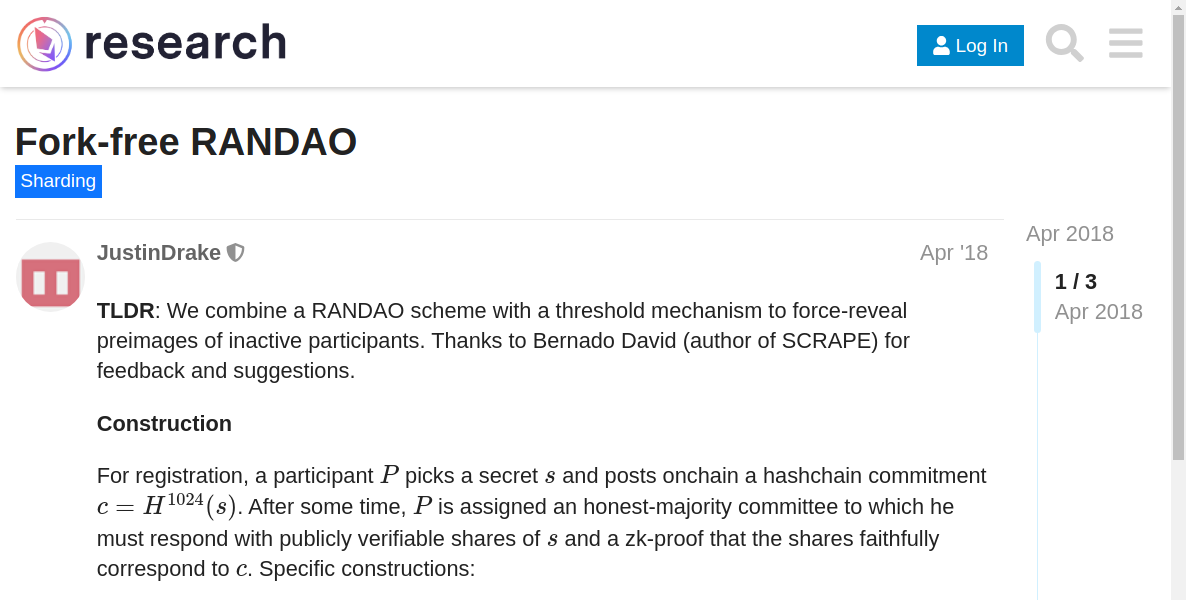 research
Log In
Fork-free RANDAO
Sharding
JustinDrake
Apr '18
Apr 2018
1 / 3
Apr 2018
TLDR: We combine a RANDAO scheme with a threshold mechanism to force-reveal
preimages of inactive participants. Thanks to Bernado David (author of SCRAPE) for
feedback and suggestions.
Construction
For registration, a participant P picks a secret s and posts onchain a hashchain commitment
c = H^1024(s). After some time, P is assigned an honest-majority committee to which he
must respond with publicly verifiable shares of s and a zk-proof that the shares faithfully
correspond to c. Specific constructions: